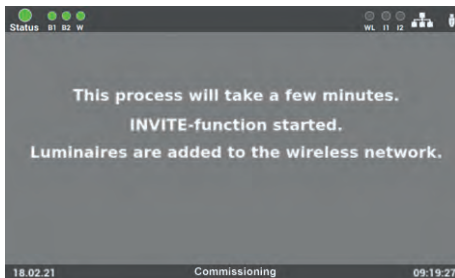 Status B1 B2 W WL I1 I2
This process will take a few minutes.
INVITE-function started.
Luminaires are added to the wireless network.
18.02.21 Commissioning 09:19:27